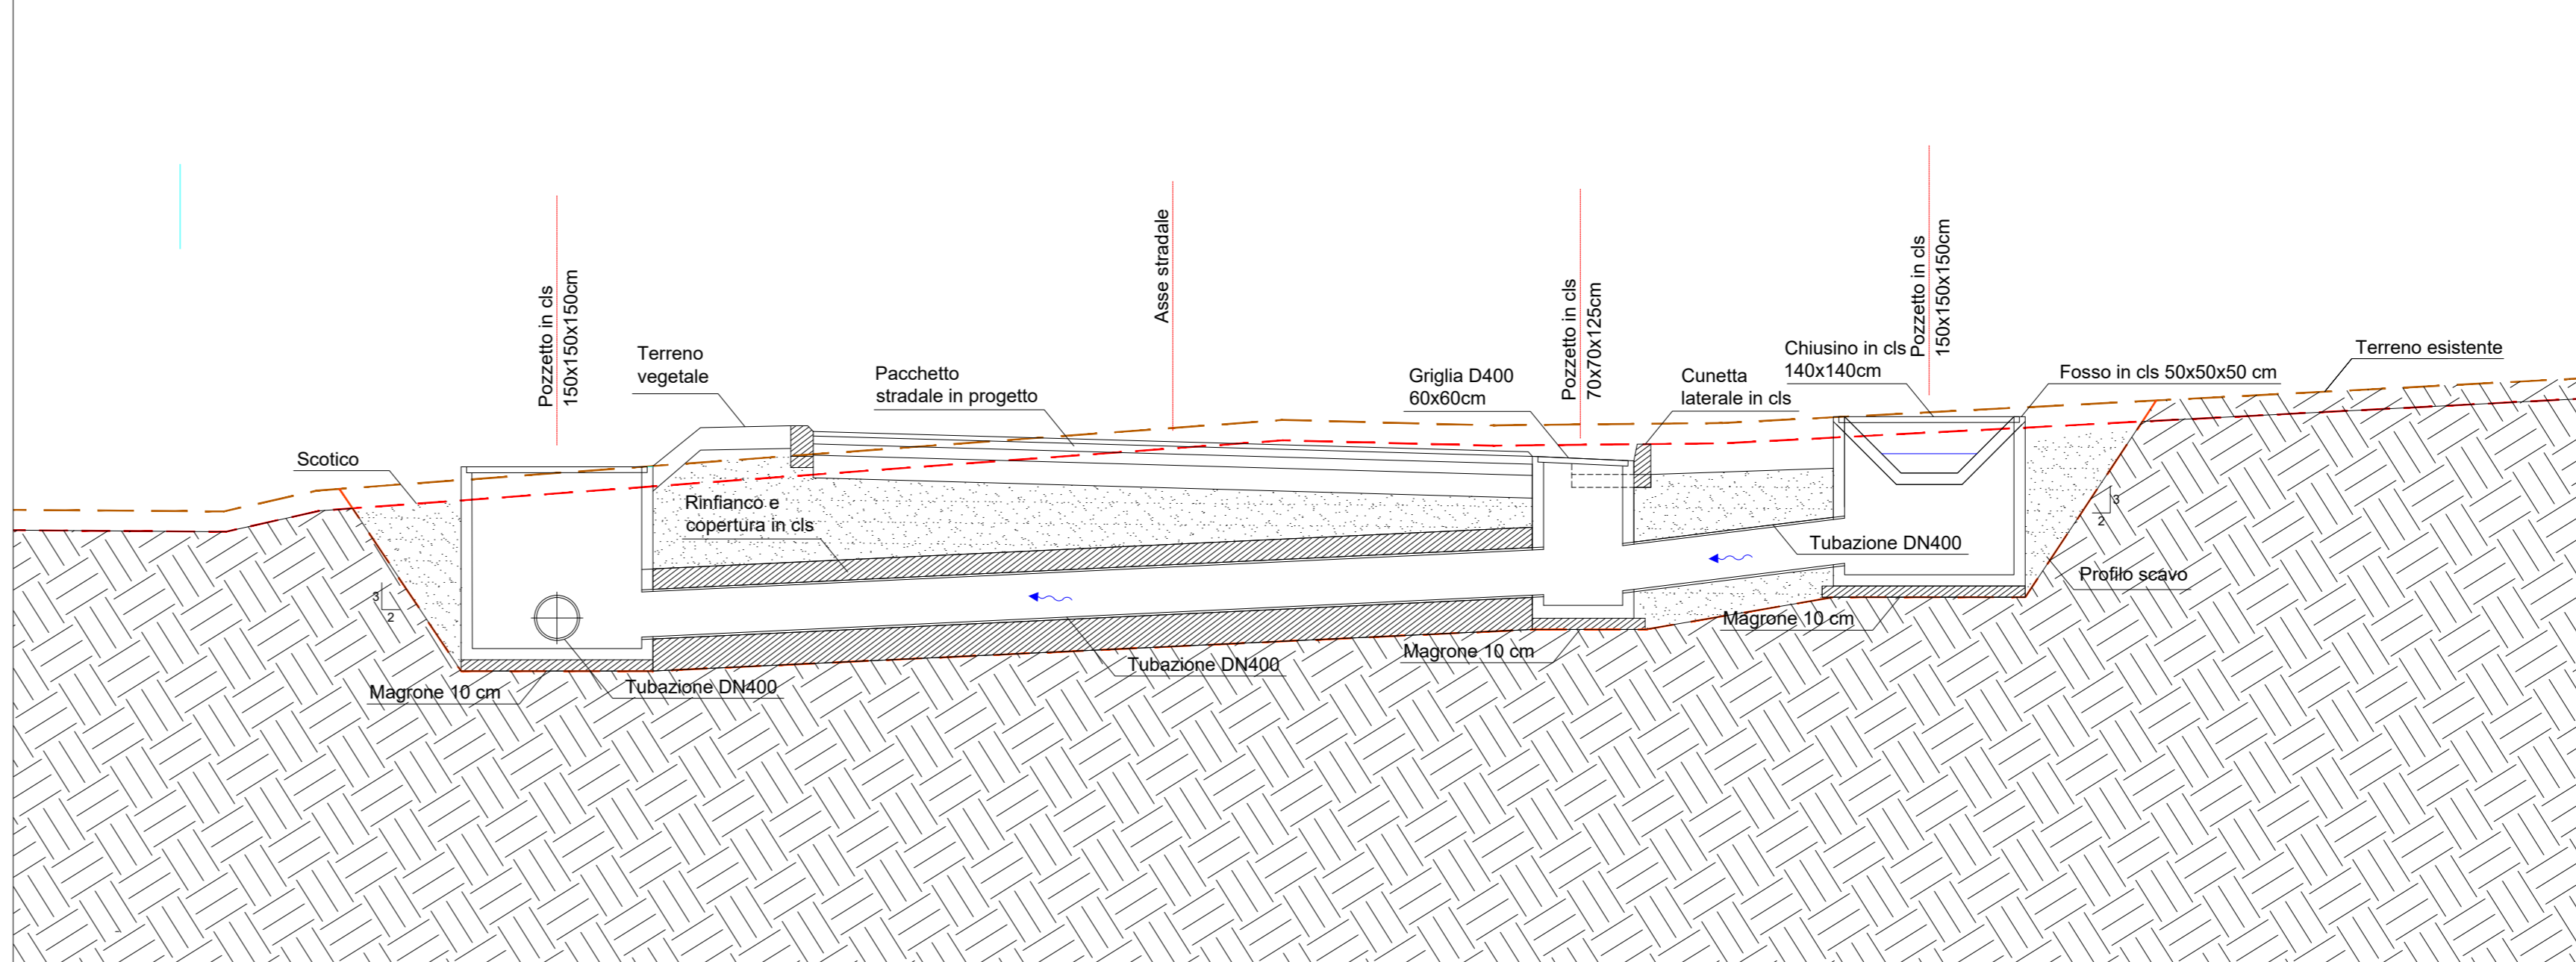 Pozzetto in cls
150x150x150cm
Asse stradale
Pozzetto in cls
70x70x125cm
Pozzetto in cls
150x150x150cm
Terreno
vegetale
Pacchetto
stradale in progetto
Griglia D400
60x60cm
Cunetta
laterale in cls
Chiusino in cls
140x140cm
Fosso in cls 50x50x50 cm
Terreno esistente
Scotico
Rinfianco e
copertura in cls
Tubazione DN400
Profilo scavo
3
2
3
2
Magrone 10 cm
Magrone 10 cm
Tubazione DN400
Tubazione DN400
Magrone 10 cm